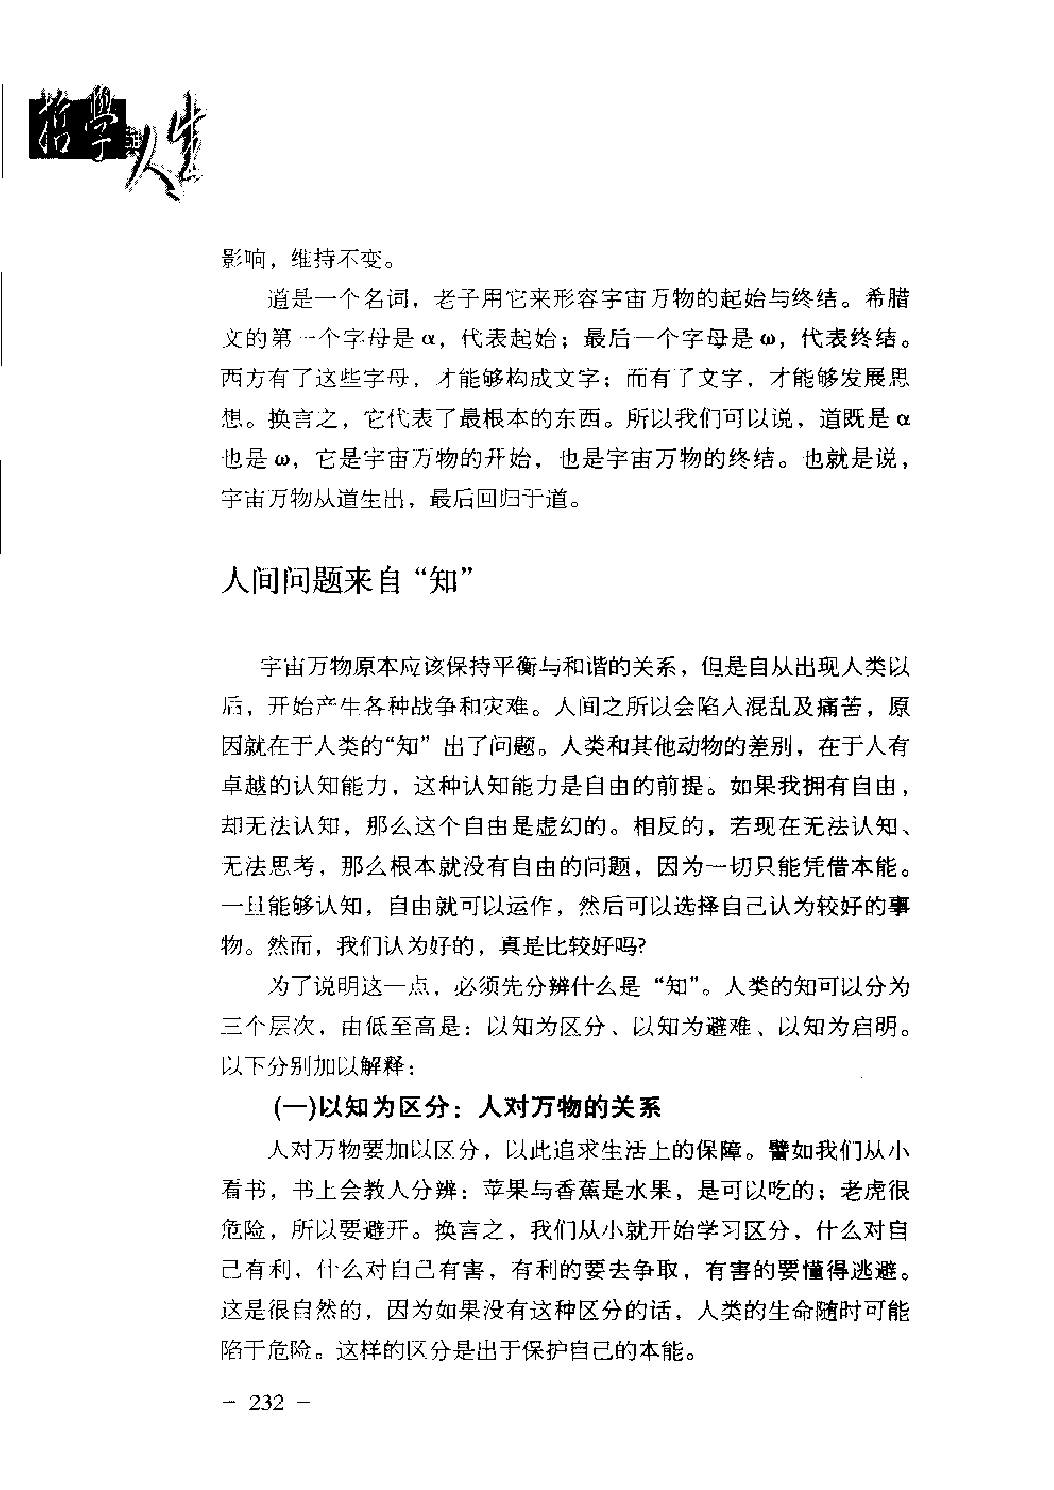 哲學與人生
影响，维持不变。
道是一个名词，老子用它来形容宇宙万物的起始与终结。希腊
文的第一个字母是 α，代表起始；最后一个字母是 ω，代表终结。
西方有了这些字母，才能够构成文字；而有了文字，才能够发展思
想。换言之，它代表了最根本的东西。所以我们可以说，道既是 α
也是 ω，它是宇宙万物的开始，也是宇宙万物的终结。也就是说，
宇宙万物从道生出，最后回归于道。
人间问题来自“知”
宇宙万物原本应该保持平衡与和谐的关系，但是自从出现人类以
后，开始产生各种战争和灾难。人间之所以会陷入混乱及痛苦，原
因就在于人类的“知”出了问题。人类和其他动物的差别，在于人有
卓越的认知能力，这种认知能力是自由的前提。如果我拥有自由，
却无法认知，那么这个自由是虚幻的。相反的，若现在无法认知、
无法思考，那么根本就没有自由的问题，因为一切只能凭借本能。
一旦能够认知，自由就可以运作，然后可以选择自己认为较好的事
物。然而，我们认为好的，真是比较好吗?
为了说明这一点，必须先分辨什么是“知”。人类的知可以分为
三个层次，由低至高是：以知为区分、以知为避难、以知为启明。
以下分别加以解释：
(一)以知为区分：人对万物的关系
人对万物要加以区分，以此追求生活上的保障。譬如我们从小
看书，书上会教人分辨：苹果与香蕉是水果，是可以吃的；老虎很
危险，所以要避开。换言之，我们从小就开始学习区分，什么对自
己有利，什么对自己有害，有利的要去争取，有害的要懂得逃避。
这是很自然的，因为如果没有这种区分的话，人类的生命随时可能
陷于危险。这样的区分是出于保护自己的本能。
－ 232 －